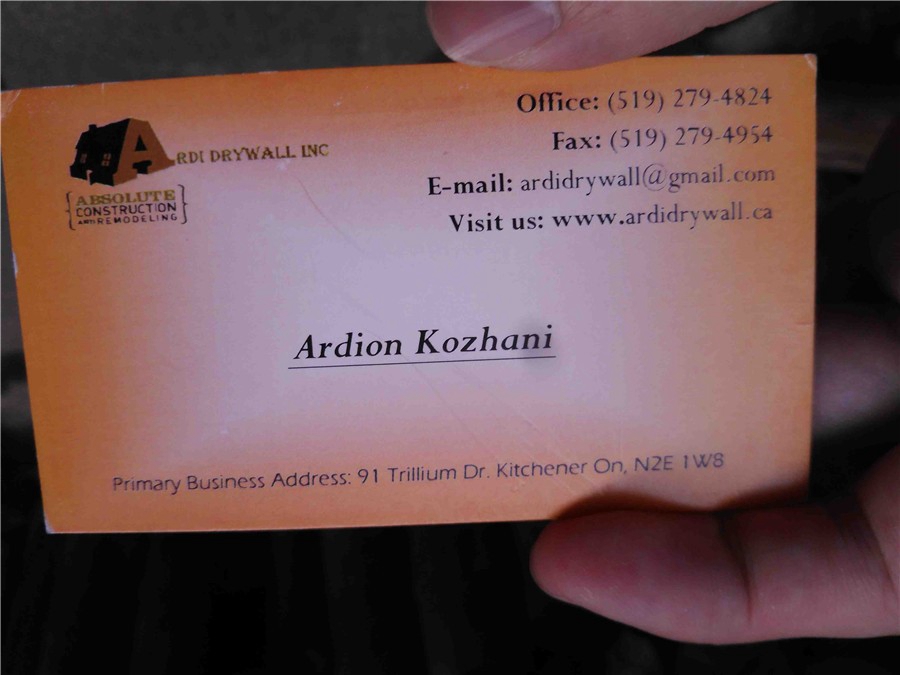 ARDI DRYWALL INC
{ABSOLUTE
CONSTRUCTION
AND REMODELING}
Office: (519) 279-4824
Fax: (519) 279-4954
E-mail: ardidrywall@gmail.com
Visit us: www.ardidrywall.ca
Ardion Kozhani
Primary Business Address: 91 Trillium Dr. Kitchener On, N2E 1W8